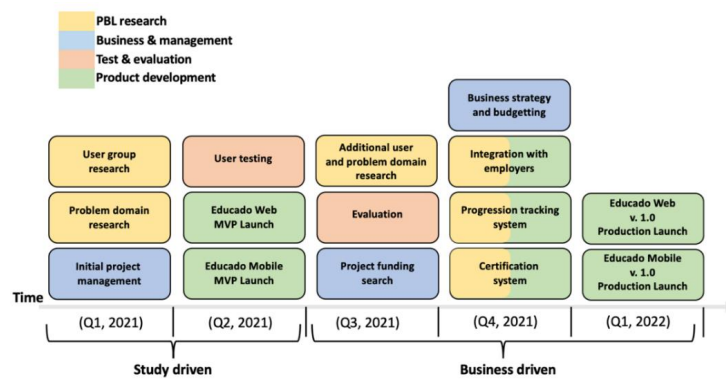 PBL research
Business & management
Test & evaluation
Product development
Business strategy
and budgetting
User group
research
User testing
Additional user
and problem domain
research
Integration with
employers
Problem domain
research
Educado Web
MVP Launch
Evaluation
Progression tracking
system
Educado Web
v. 1.0
Production Launch
Initial project
management
Educado Mobile
MVP Launch
Project funding
search
Certification
system
Educado Mobile
v. 1.0
Production Launch
Time
(Q1, 2021)
(Q2, 2021)
(Q3, 2021)
(Q4, 2021)
(Q1, 2022)
Study driven
Business driven